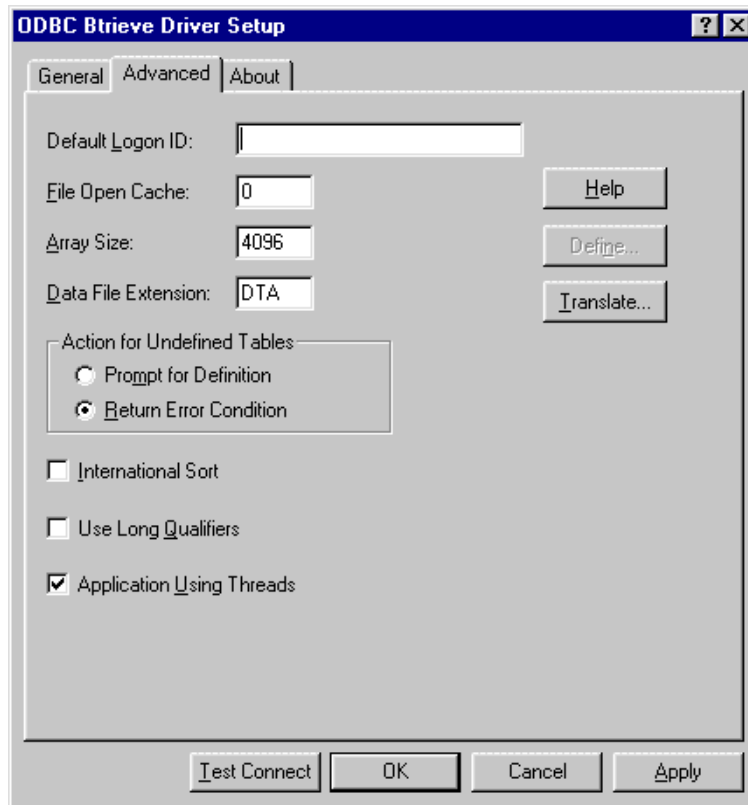 ODBC Btrieve Driver Setup
General Advanced About
Default Logon ID:
File Open Cache: 0 Help
Array Size: 4096 Define...
Data File Extension: DTA Translate...
Action for Undefined Tables
Prompt for Definition
Return Error Condition
International Sort
Use Long Qualifiers
Application Using Threads
Test Connect OK Cancel Apply